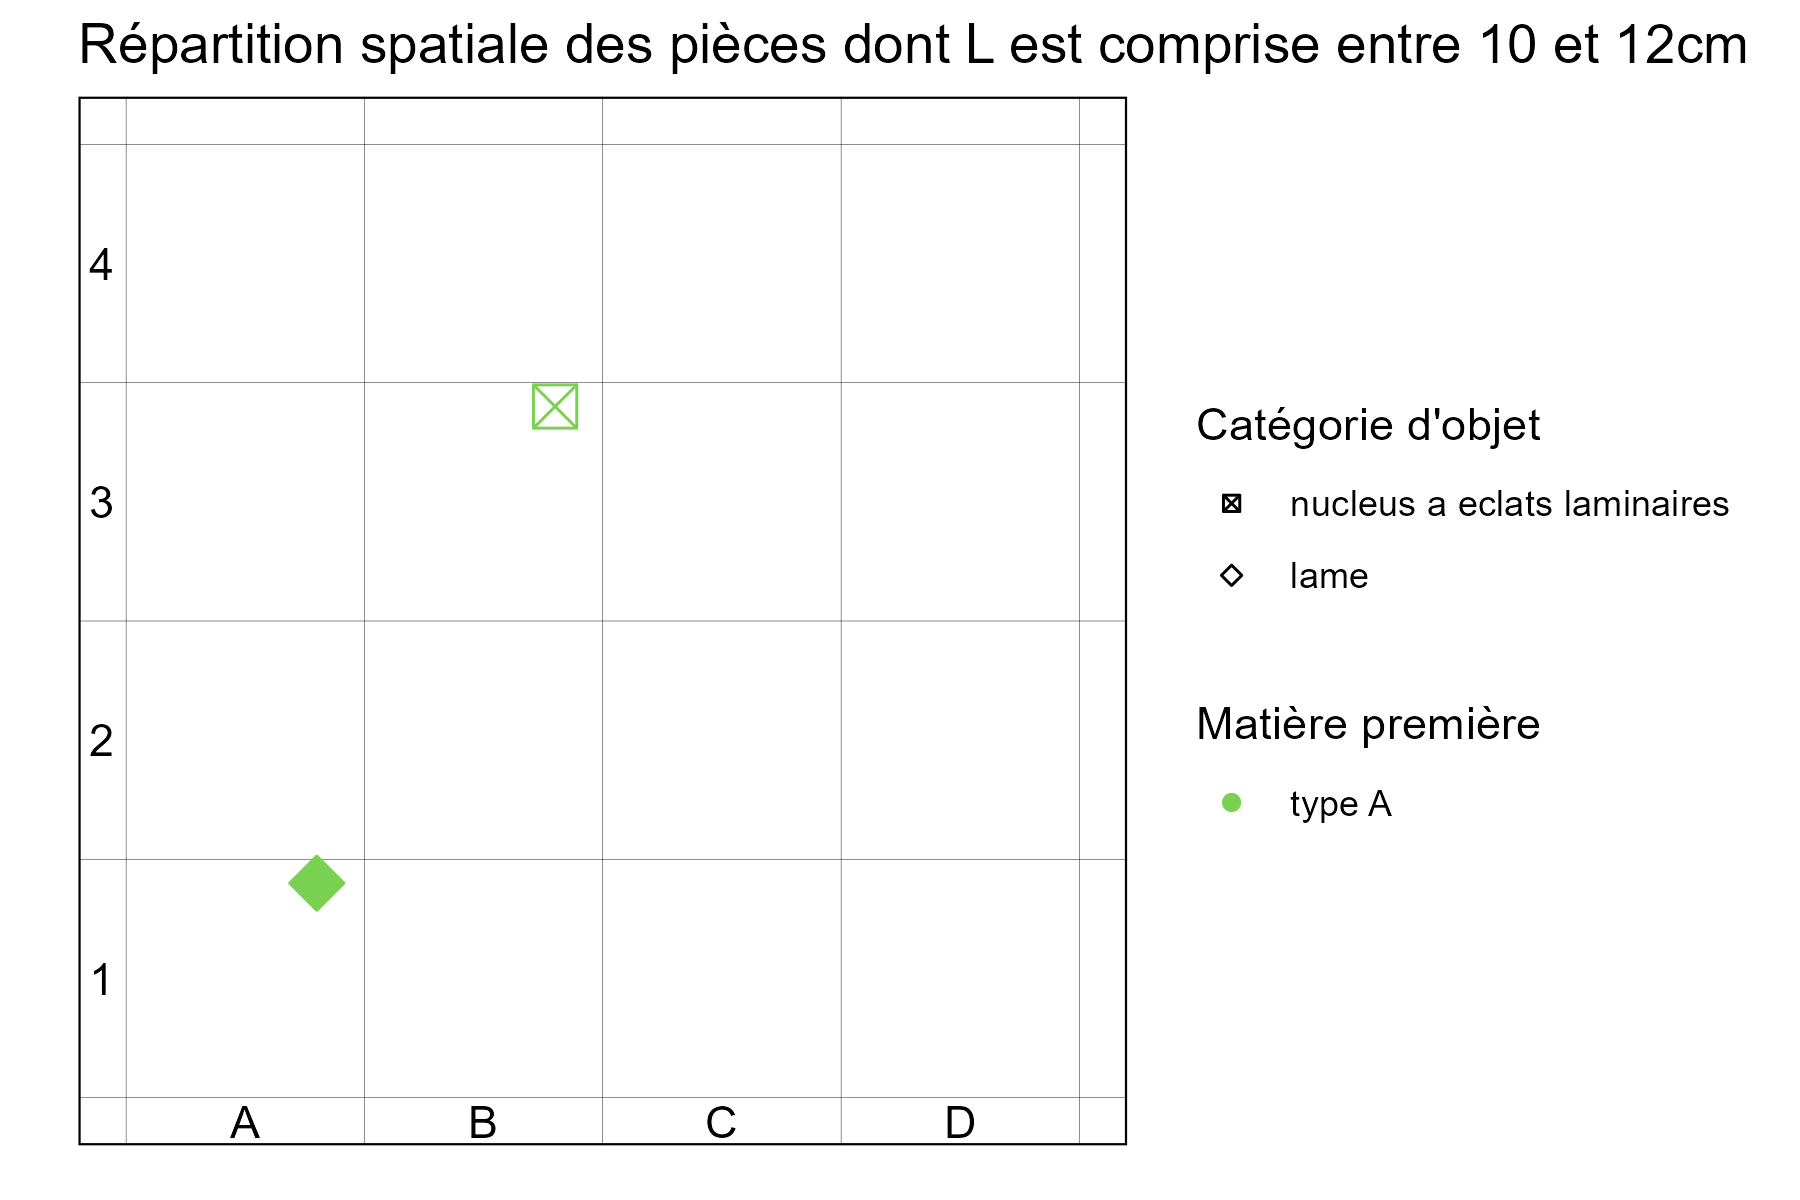 Répartition spatiale des pièces dont L est comprise entre 10 et 12cm
4
3
2
1
A B C D
Catégorie d'objet
nucleus a eclats laminaires
lame
Matière première
type A